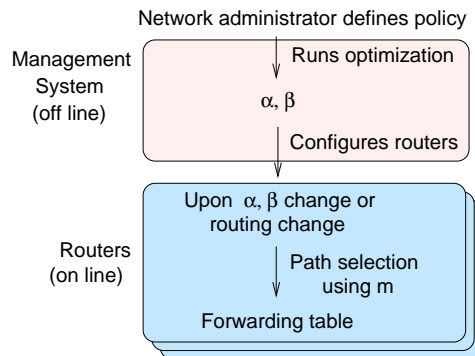 Network administrator defines policy
Management
System
(off line)
Runs optimization
α, β
Configures routers
Routers
(on line)
Upon α, β change or
routing change
Path selection
using m
Forwarding table